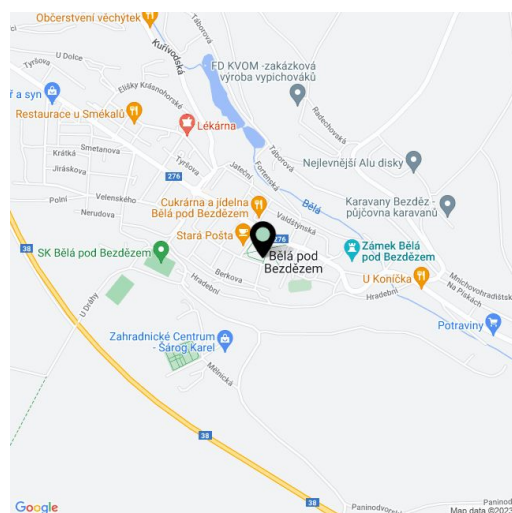 Občerstvení věchýtek
Kuřivodská
Táborová
U Dolce
Tyršova
FD KVOM -zakázková
výroba vypichováků
ř a syn
Elišky Krásnohorské
Radechovská
Restaurace u Smékalů
Lékárna
Krátká
Smetanova
Jiráskova
Tyršova
Jateční
Fortenská
Táborová
Nejlevnější Alu disky
276
Polní
Velenského
Nerudova
Cukrárna a jídelna
Bělá pod Bezdězem
Valdštýnská
Bělá
Karavany Bezděz -
půjčovna karavanů
38
Stará Pošta
276
SK Bělá pod Bezdězem
Bělá pod
Bezdězem
Zámek Bělá
pod Bezdězem
Berkova
Hradební
Hradební
U Koníčka
Mnichovohradišťská
Na Pískách
U Dráhy
Zahradnické Centrum
- Šárog Karel
Potraviny
Mělnická
38
38
Paninodvorská
Google
Map data ©2023